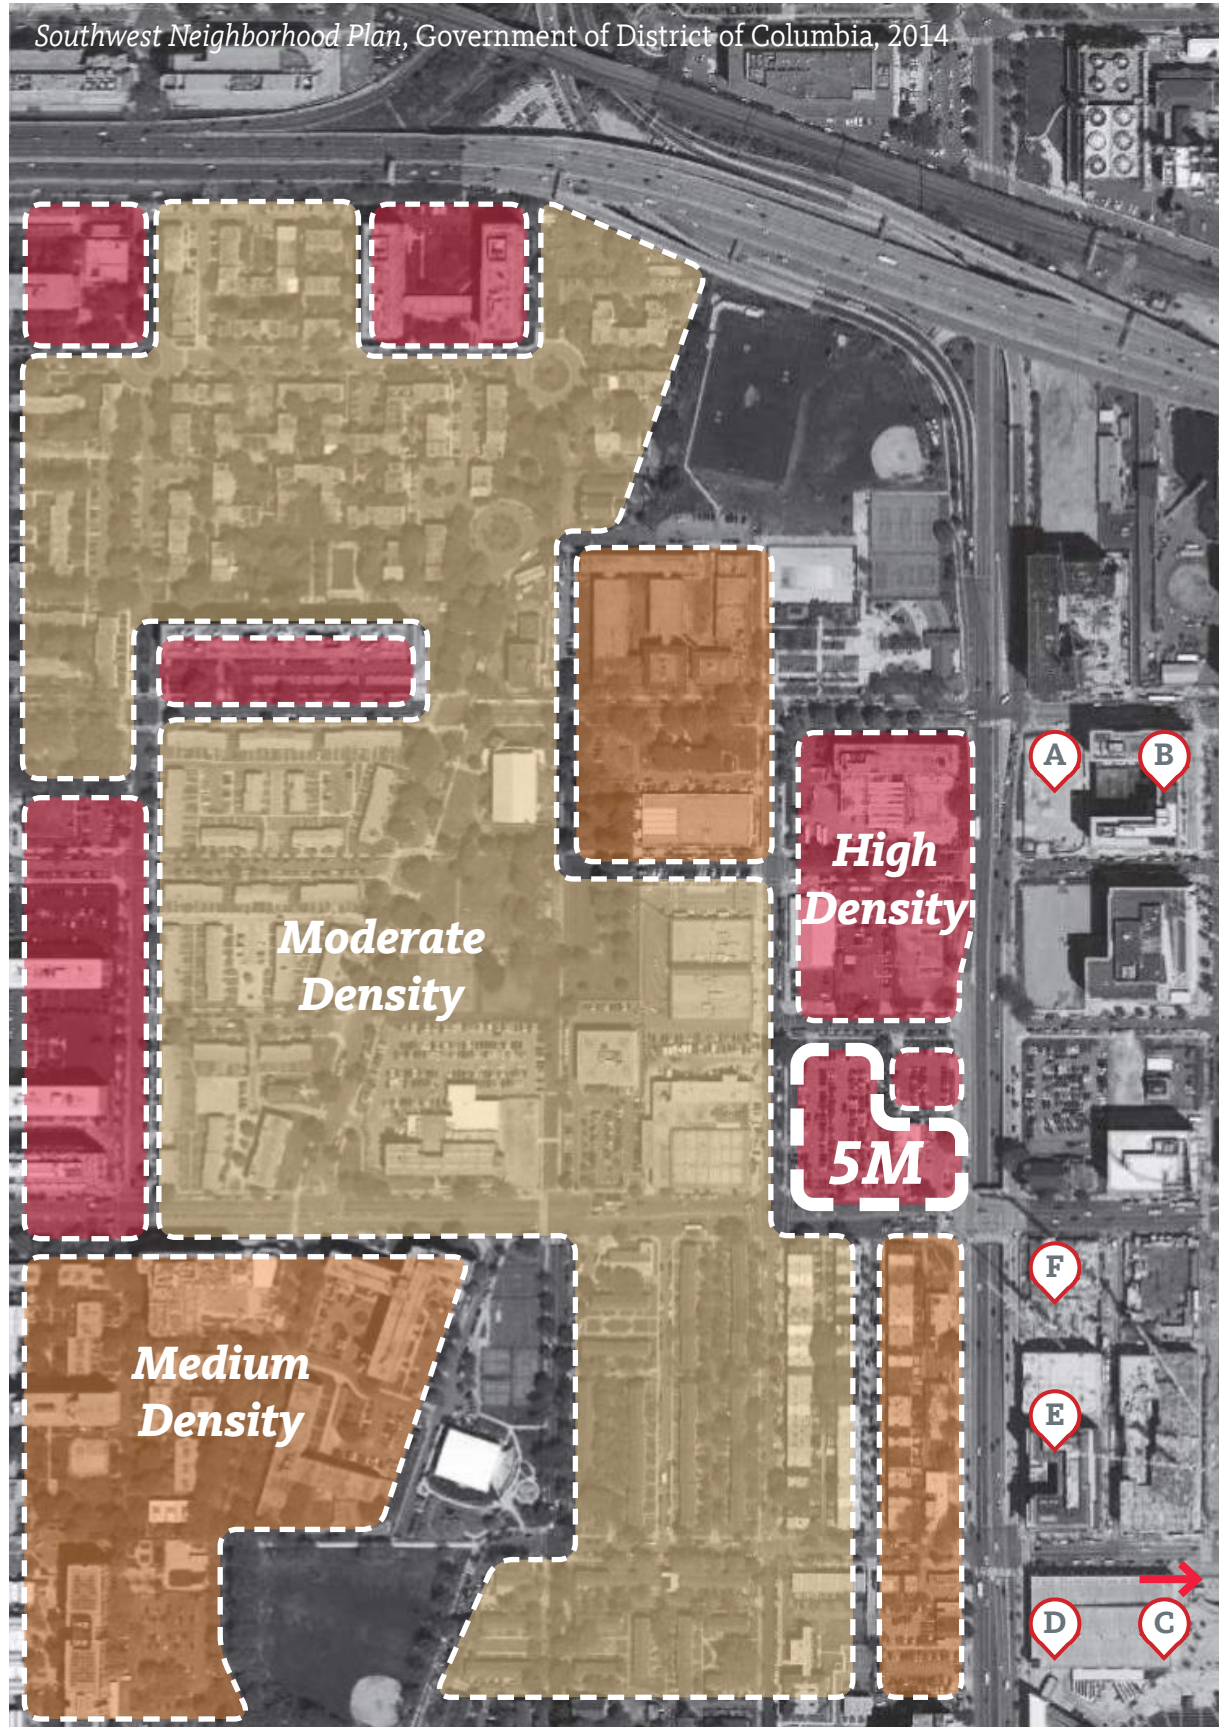 Southwest Neighborhood Plan, Government of District of Columbia, 2014
A
B
High
Density
Moderate
Density
5M
F
Medium
Density
E
D
C